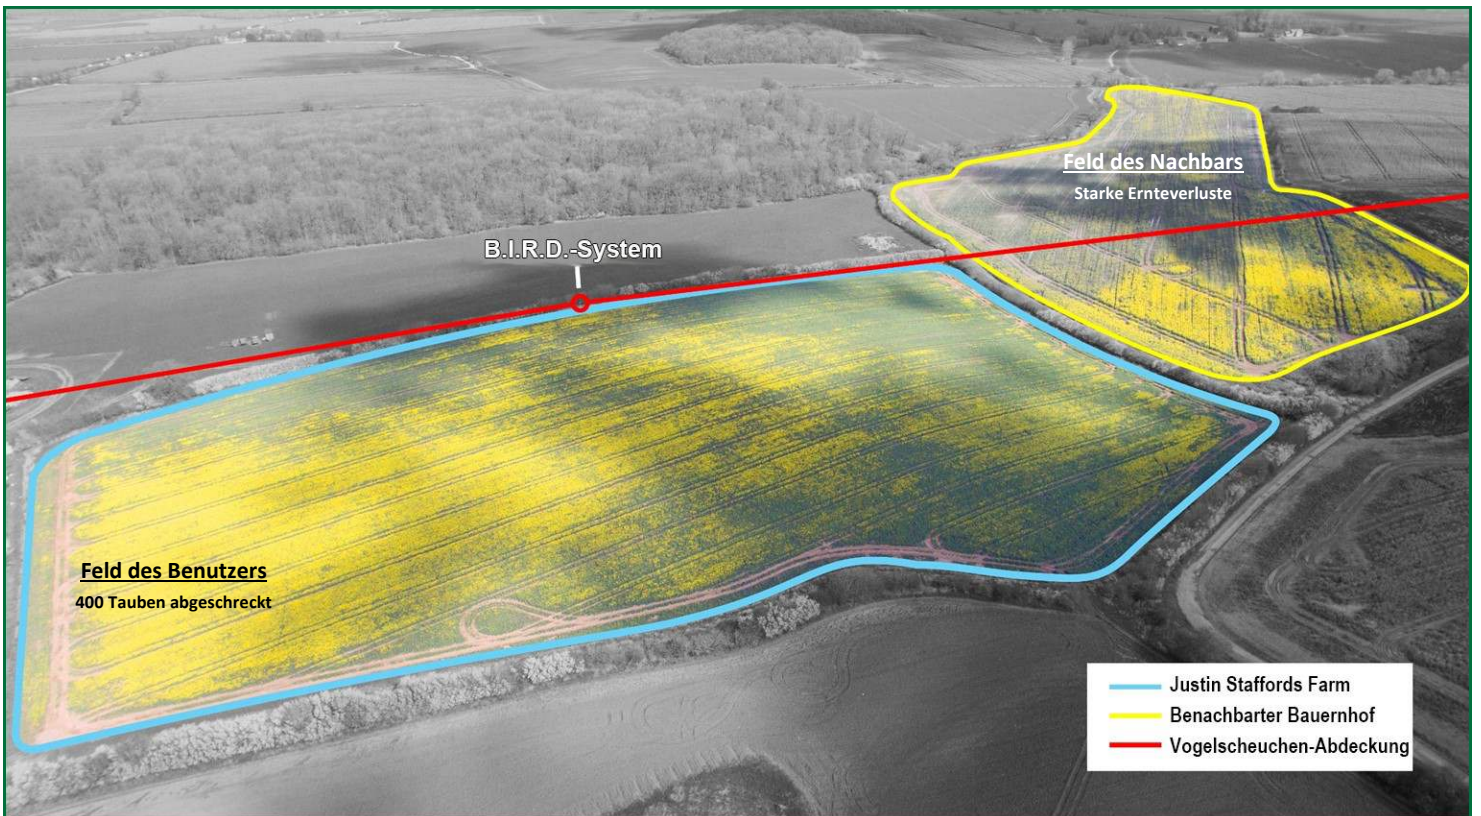 Feld des Nachbars
Starke Ernteverluste
B.I.R.D.-System
Feld des Benutzers
400 Tauben abgeschreckt
Justin Staffords Farm
Benachbarter Bauernhof
Vogelscheuchen-Abdeckung